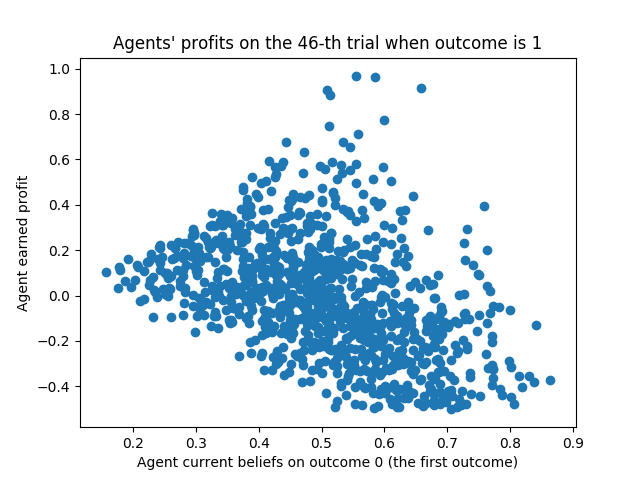 Agents' profits on the 46-th trial when outcome is 1
1.0
0.8
0.6
0.4
0.2
0.0
−0.2
−0.4
Agent earned profit
0.2 0.3 0.4 0.5 0.6 0.7 0.8 0.9
Agent current beliefs on outcome 0 (the first outcome)